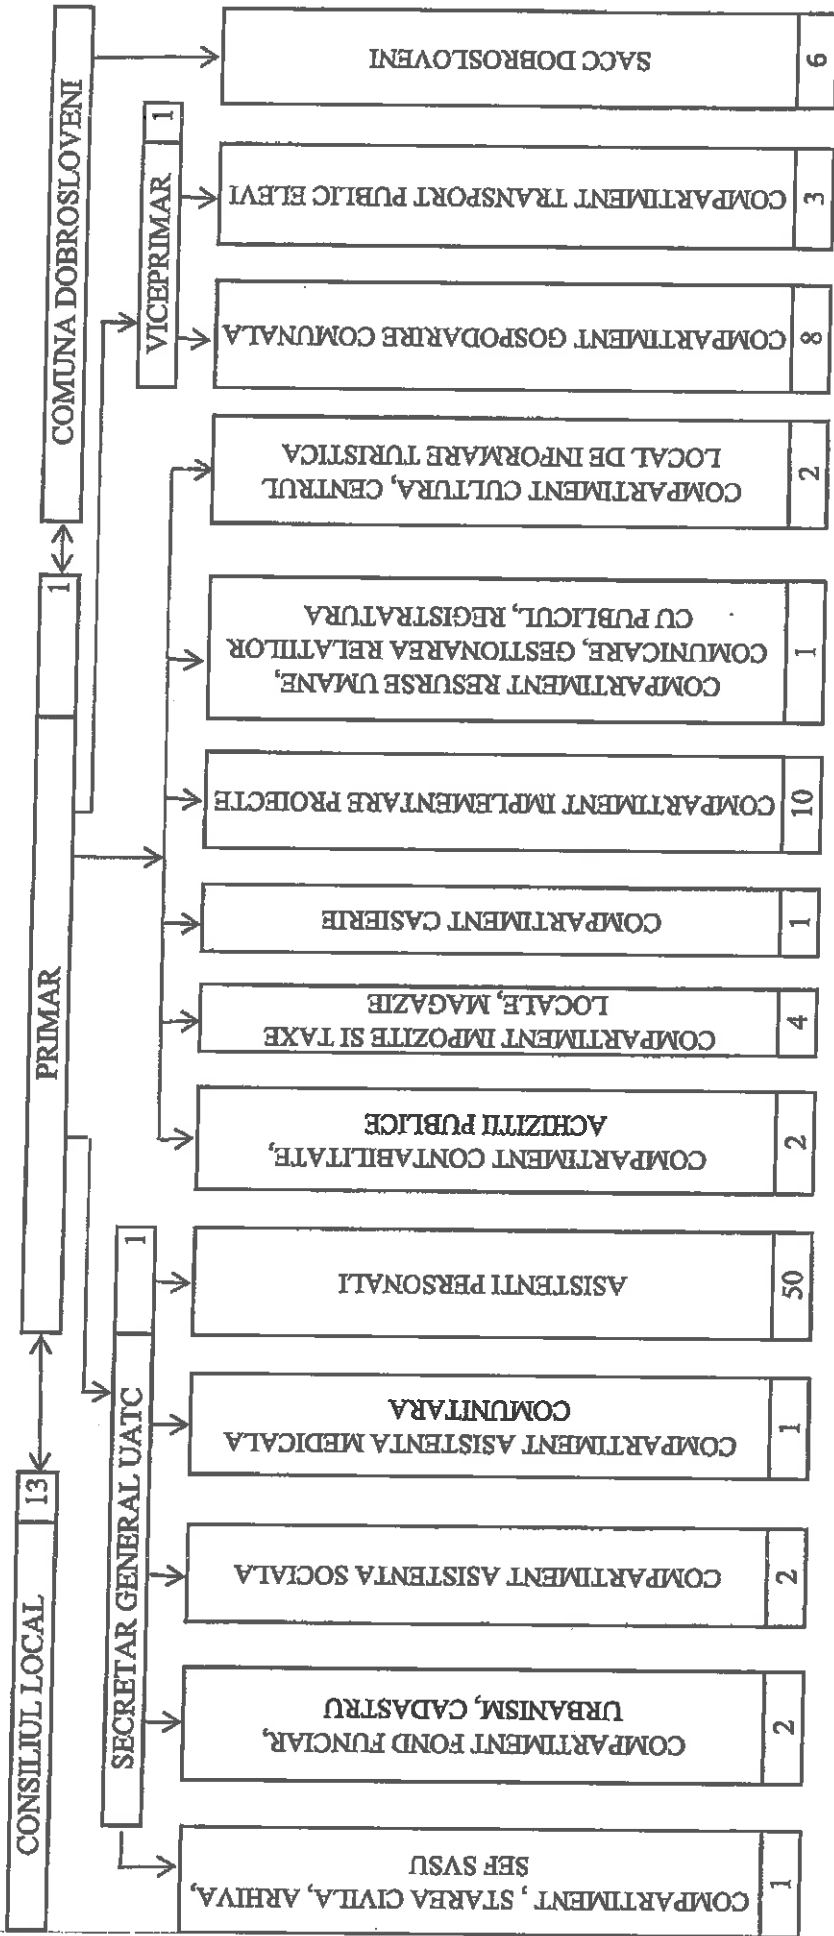 CONSILIUL LOCAL
13
PRIMAR
1
COMUNA DOBROSLOVENI
SECRETAR GENERAL UATC
1
VICEPRIMAR
1
COMPARTIMENT , STAREA CIVILA, ARHIVA,
SEF SVSU
1
COMPARTIMENT FOND FUNCIAR,
URBANISM, CADASTRU
2
COMPARTIMENT ASISTENTA SOCIALA
2
COMPARTIMENT ASISTENTA MEDICALA
COMUNITARA
1
ASISTENTI PERSONALI
50
COMPARTIMENT CONTABILITATE,
ACHIZITII PUBLICE
2
COMPARTIMENT IMPOZITE SI TAXE
LOCALE, MAGAZIE
4
COMPARTIMENT CASIERIE
1
COMPARTIMENT IMPLEMENTARE PROIECTE
10
COMPARTIMENT RESURSE UMANE,
COMUNICARE, GESTIONAREA RELATIILOR
CU PUBLICUL, REGISTRATURA
1
COMPARTIMENT CULTURA, CENTRUL
LOCAL DE INFORMARE TURISTICA
2
COMPARTIMENT GOSPODARIRE COMUNALA
8
COMPARTIMENT TRANSPORT PUBLIC ELEVI
3
SACC DOBROSLOVENI
6